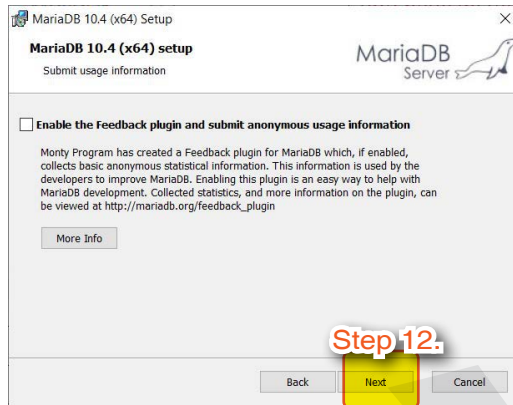 MariaDB 10.4 (x64) Setup
MariaDB 10.4 (x64) setup
Submit usage information
MariaDB
Server
Enable the Feedback plugin and submit anonymous usage information
Monty Program has created a Feedback plugin for MariaDB which, if enabled,
collects basic anonymous statistical information. This information is used by the
developers to improve MariaDB. Enabling this plugin is an easy way to help with
MariaDB development. Collected statistics, and more information on the plugin, can
be viewed at http://mariadb.org/feedback_plugin
More Info
Step 12.
Back Next Cancel